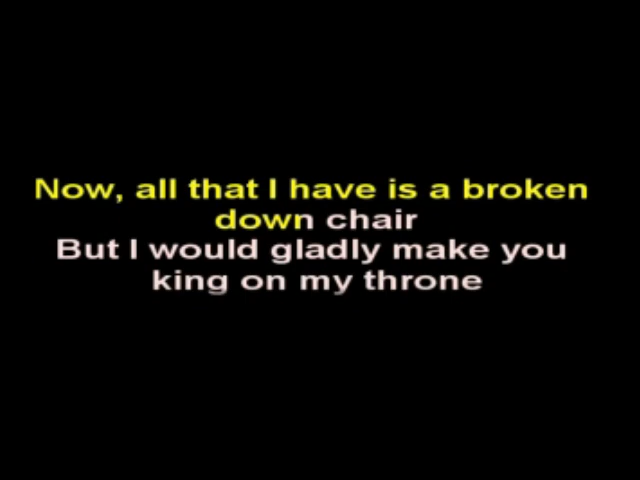 Now, all that I have is a broken
down chair
But I would gladly make you
king on my throne